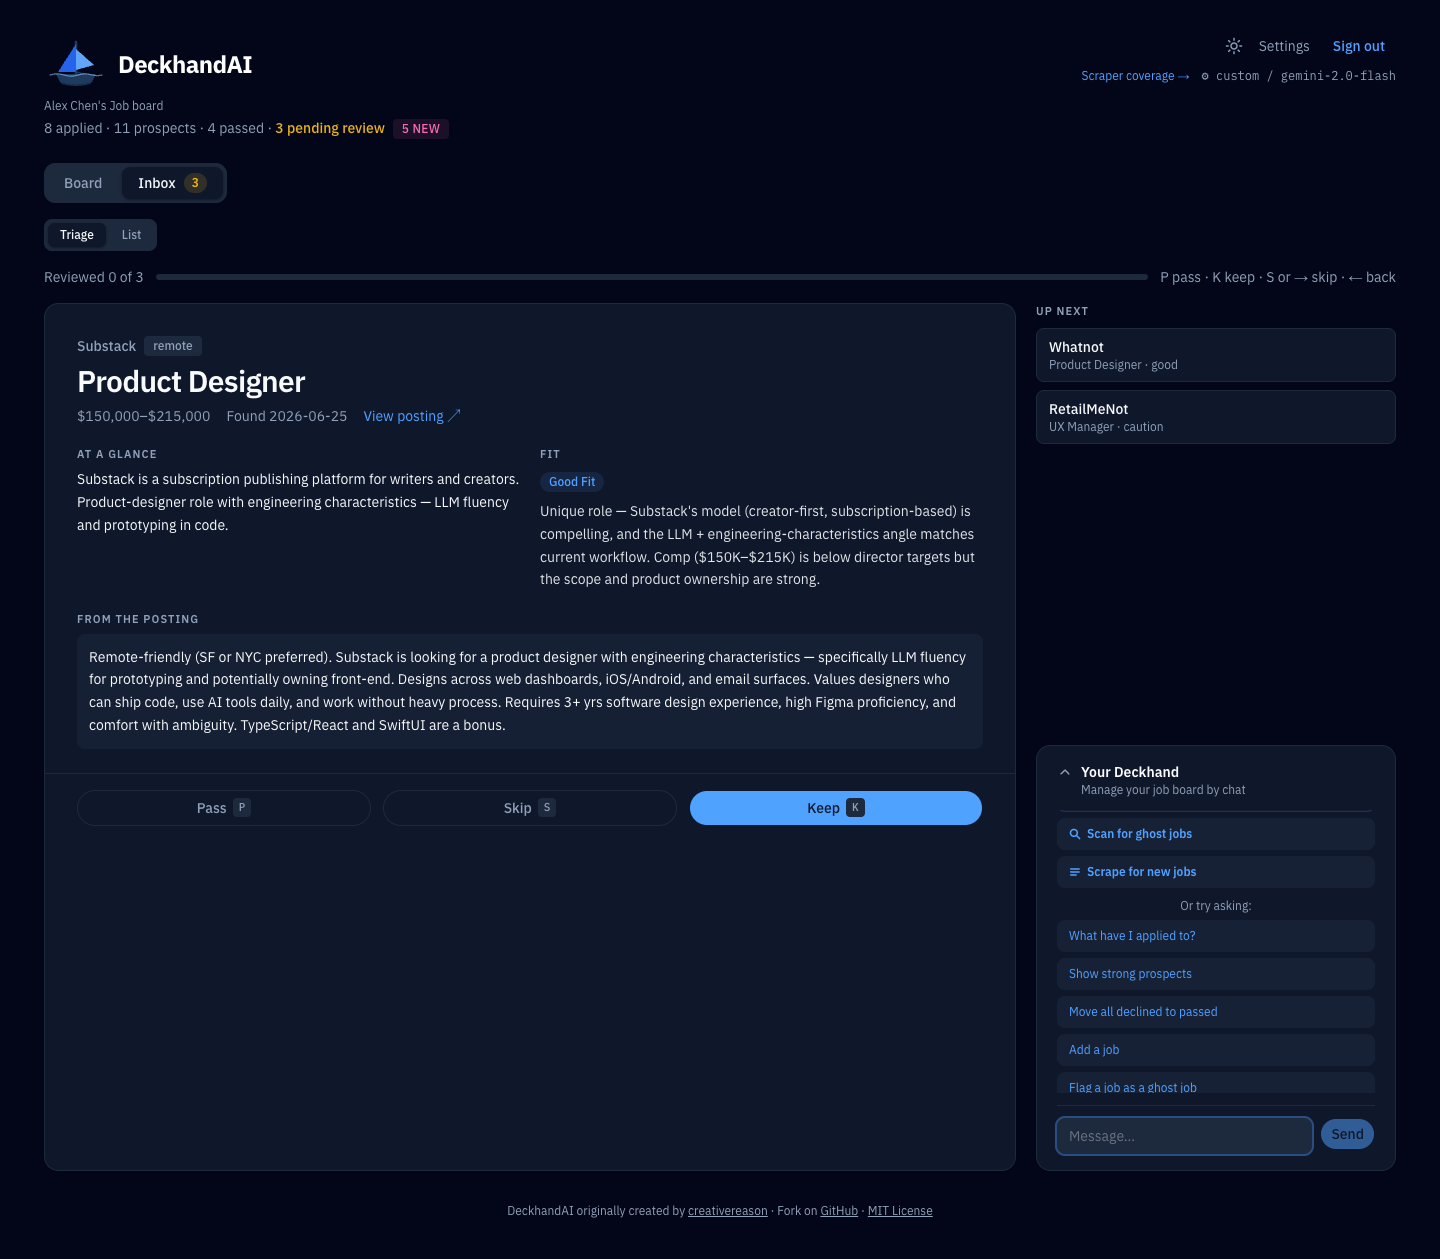 DeckhandAI
Settings
Sign out
Scraper coverage →
⚙ custom / gemini-2.0-flash
Alex Chen's Job board
8 applied · 11 prospects · 4 passed · 3 pending review
5 NEW
Board
Inbox 3
Triage
List
Reviewed 0 of 3
P pass · K keep · S or → skip · ← back
Substack remote
Product Designer
$150,000–$215,000 Found 2026-06-25 View posting ↗
AT A GLANCE
Substack is a subscription publishing platform for writers and creators.
Product-designer role with engineering characteristics — LLM fluency
and prototyping in code.
FIT
Good Fit
Unique role — Substack's model (creator-first, subscription-based) is
compelling, and the LLM + engineering-characteristics angle matches
current workflow. Comp ($150K–$215K) is below director targets but
the scope and product ownership are strong.
FROM THE POSTING
Remote-friendly (SF or NYC preferred). Substack is looking for a product designer with engineering characteristics — specifically LLM fluency
for prototyping and potentially owning front-end. Designs across web dashboards, iOS/Android, and email surfaces. Values designers who
can ship code, use AI tools daily, and work without heavy process. Requires 3+ yrs software design experience, high Figma proficiency, and
comfort with ambiguity. TypeScript/React and SwiftUI are a bonus.
Pass P
Skip S
Keep K
UP NEXT
Whatnot
Product Designer · good
RetailMeNot
UX Manager · caution
Your Deckhand
Manage your job board by chat
Scan for ghost jobs
Scrape for new jobs
Or try asking:
What have I applied to?
Show strong prospects
Move all declined to passed
Add a job
Flag a job as a ghost job
Message...
Send
DeckhandAI originally created by creativereason · Fork on GitHub · MIT License